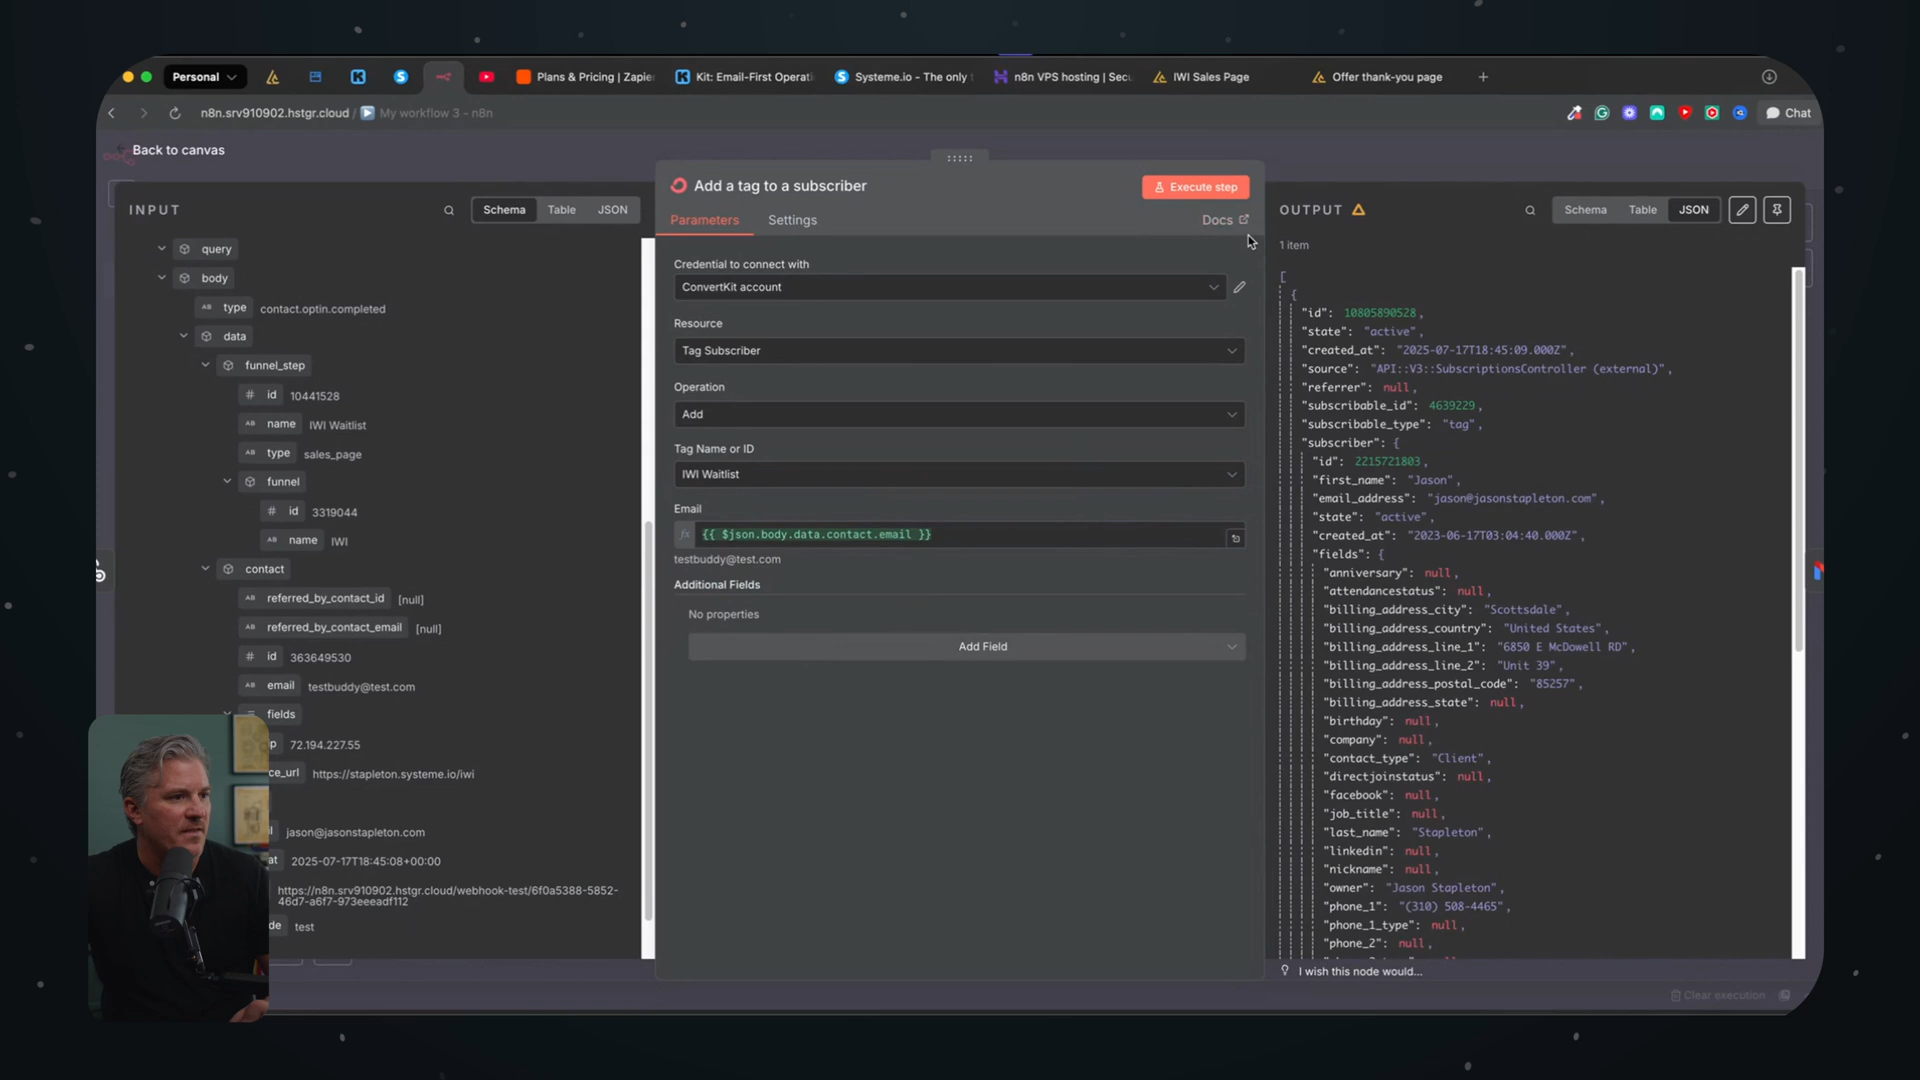 Personal
Plans & Pricing | Zapier
Kit: Email-First Operati
Systeme.io - The only t
n8n VPS hosting | Secu
IWI Sales Page
Offer thank-you page
n8n.srv910902.hstgr.cloud / My workflow 3 - n8n
Chat
Back to canvas
INPUT
Schema
Table
JSON
query
body
type contact.optin.completed
data
funnel_step
id 10441528
name IWI Waitlist
type sales_page
funnel
id 3319044
name IWI
contact
referred_by_contact_id [null]
referred_by_contact_email [null]
id 363649530
email testbuddy@test.com
fields
p 72.194.227.55
ce_url https://stapleton.systeme.io/iwi
il jason@jasonstapleton.com
at 2025-07-17T18:45:08+00:00
https://n8n.srv910902.hstgr.cloud/webhook-test/6f0a5388-5852-
46d7-a6f7-973eeeadf112
de test
Add a tag to a subscriber
Execute step
Parameters
Settings
Docs
Credential to connect with
ConvertKit account
Resource
Tag Subscriber
Operation
Add
Tag Name or ID
IWI Waitlist
Email
fx {{ $json.body.data.contact.email }}
testbuddy@test.com
Additional Fields
No properties
Add Field
OUTPUT
Schema
Table
JSON
1 item
[
{
"id": 10805890528,
"state": "active",
"created_at": "2025-07-17T18:45:09.000Z",
"source": "API::V3::SubscriptionsController (external)",
"referrer": null,
"subscribable_id": 4639229,
"subscribable_type": "tag",
"subscriber": {
"id": 2215721803,
"first_name": "Jason",
"email_address": "jason@jasonstapleton.com",
"state": "active",
"created_at": "2023-06-17T03:04:40.000Z",
"fields": {
"anniversary": null,
"attendancestatus": null,
"billing_address_city": "Scottsdale",
"billing_address_country": "United States",
"billing_address_line_1": "6850 E McDowell RD",
"billing_address_line_2": "Unit 39",
"billing_address_postal_code": "85257",
"billing_address_state": null,
"birthday": null,
"company": null,
"contact_type": "Client",
"directjoinstatus": null,
"facebook": null,
"job_title": null,
"last_name": "Stapleton",
"linkedin": null,
"nickname": null,
"owner": "Jason Stapleton",
"phone_1": "(310) 508-4465",
"phone_1_type": null,
"phone_2": null,
I wish this node would...
Clear execution